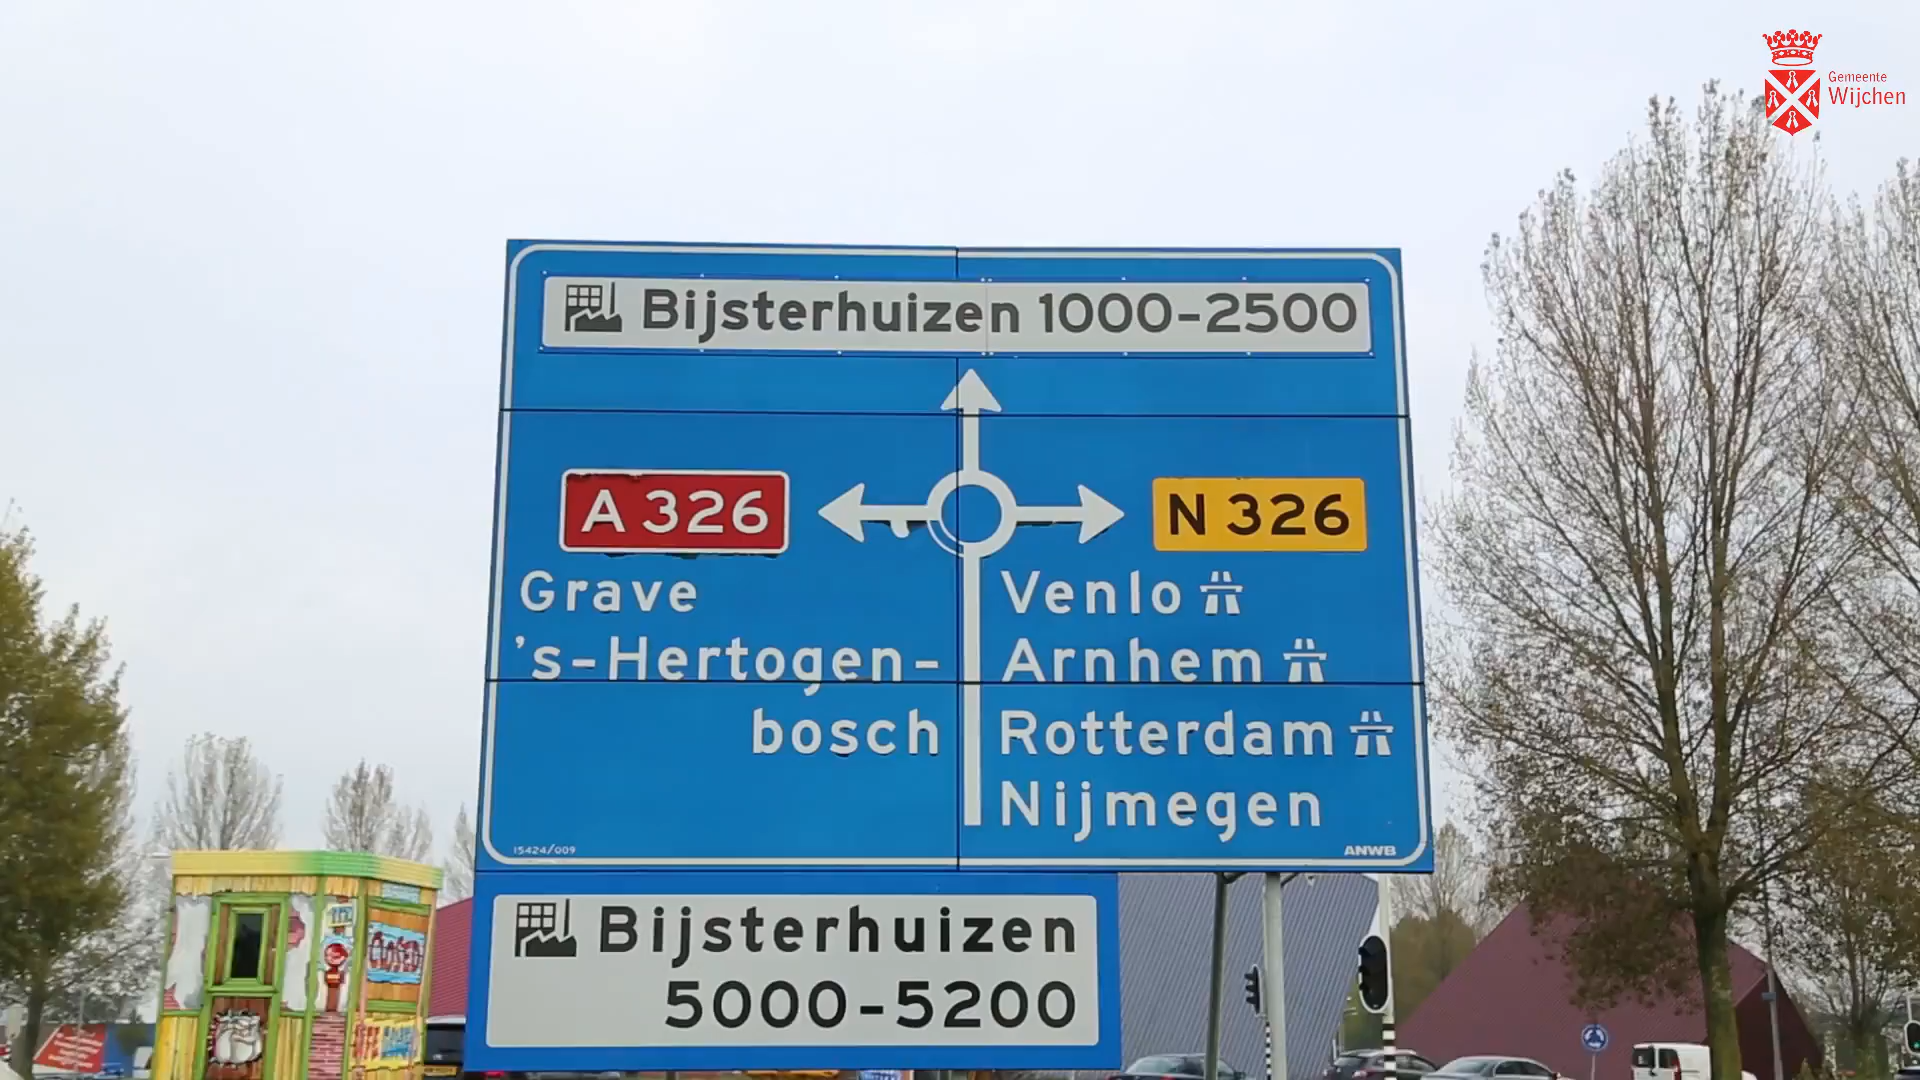 Gemeente
Wijchen
Bijsterhuizen 1000-2500
A 326
N 326
Grave
's-Hertogen-
bosch
Venlo
Arnhem
Rotterdam
Nijmegen
15424/009
ANWB
Bijsterhuizen
5000-5200